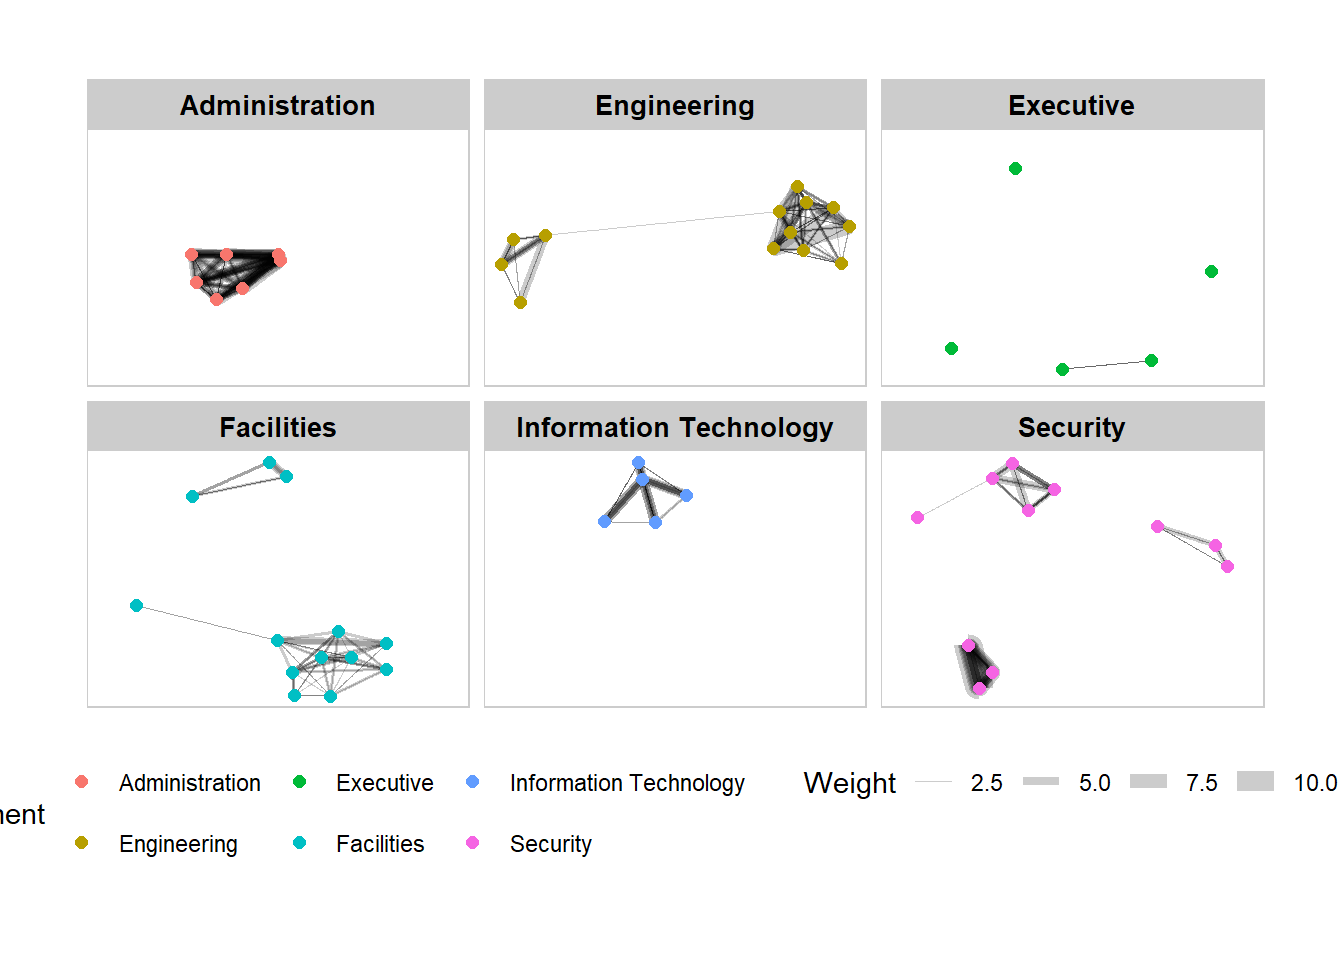 Administration
Engineering
Executive
Facilities
Information Technology
Security
Administration
Executive
Information Technology
Weight
2.5
5.0
7.5
10.0
Engineering
Facilities
Security